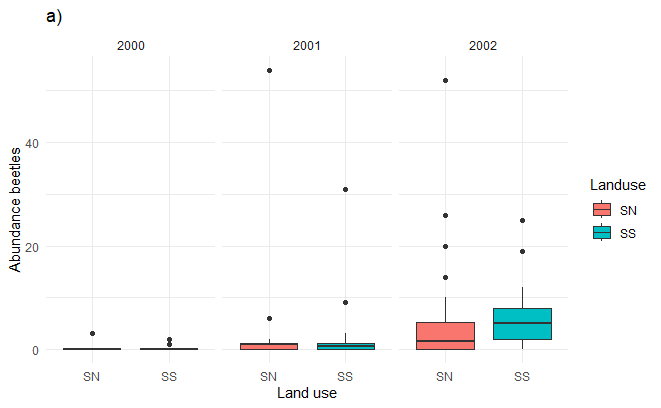 a)
2000 2001 2002
Abundance beetles
40
20
0
SN SS SN SS SN SS
Land use
Landuse
SN
SS